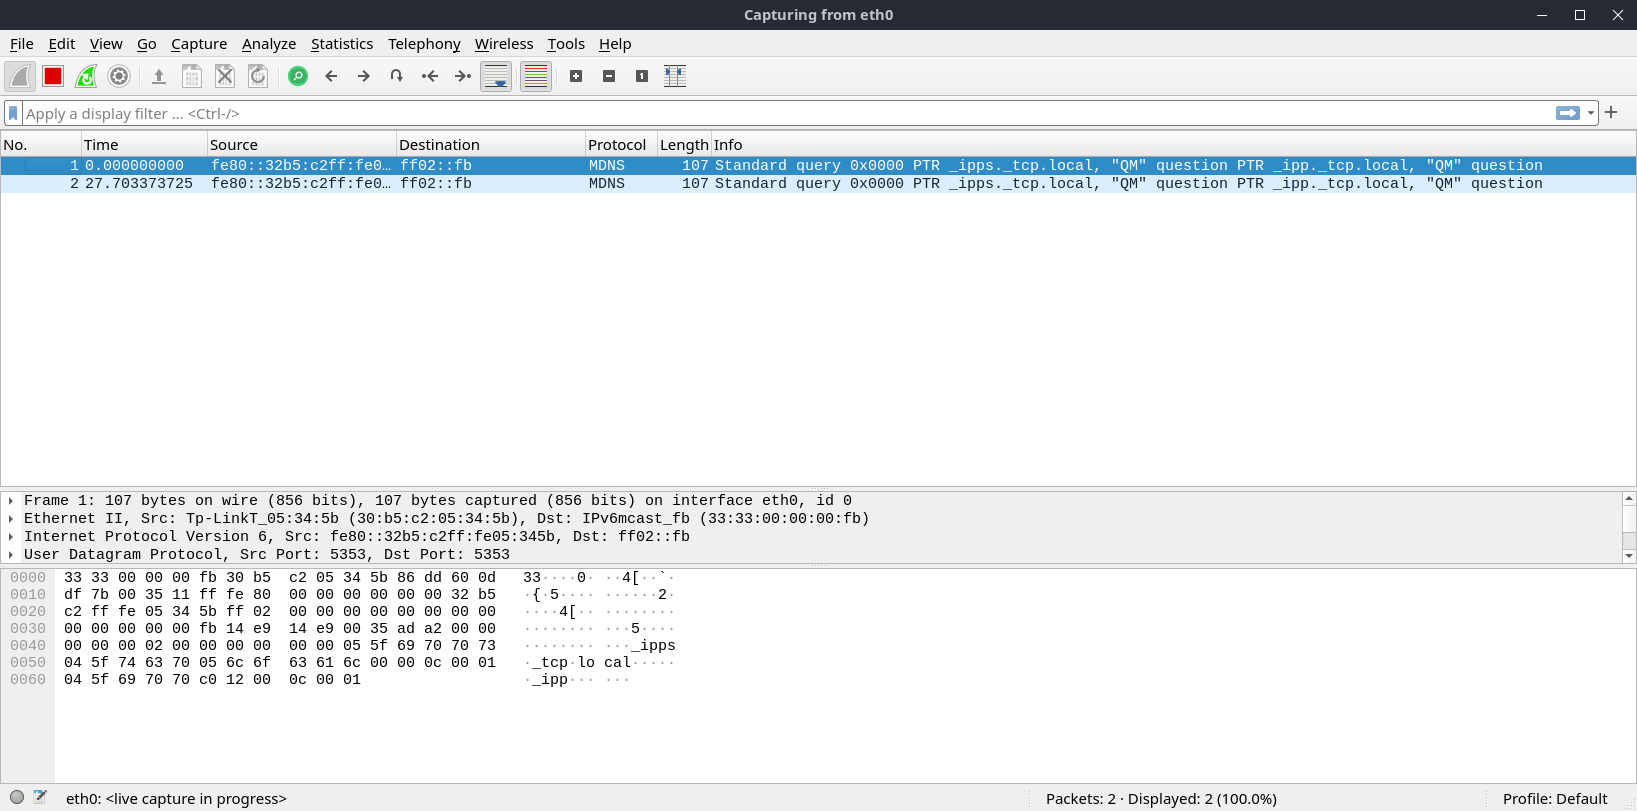 Capturing from eth0
File Edit View Go Capture Analyze Statistics Telephony Wireless Tools Help
Apply a display filter ... <Ctrl-/>
No. Time Source Destination Protocol Length Info
1 0.000000000 fe80::32b5:c2ff:fe0… ff02::fb MDNS 107 Standard query 0x0000 PTR _ipps._tcp.local, "QM" question PTR _ipp._tcp.local, "QM" question
2 27.703373725 fe80::32b5:c2ff:fe0… ff02::fb MDNS 107 Standard query 0x0000 PTR _ipps._tcp.local, "QM" question PTR _ipp._tcp.local, "QM" question
Frame 1: 107 bytes on wire (856 bits), 107 bytes captured (856 bits) on interface eth0, id 0
Ethernet II, Src: Tp-LinkT_05:34:5b (30:b5:c2:05:34:5b), Dst: IPv6mcast_fb (33:33:00:00:00:fb)
Internet Protocol Version 6, Src: fe80::32b5:c2ff:fe05:345b, Dst: ff02::fb
User Datagram Protocol, Src Port: 5353, Dst Port: 5353
0000 33 33 00 00 00 fb 30 b5 c2 05 34 5b 86 dd 60 0d 33····0· ··4[··`·
0010 df 7b 00 35 11 ff fe 80 00 00 00 00 00 00 32 b5 ·{·5···· ······2·
0020 c2 ff fe 05 34 5b ff 02 00 00 00 00 00 00 00 00 ····4[·· ········
0030 00 00 00 00 00 fb 14 e9 14 e9 00 35 ad a2 00 00 ········ ···5····
0040 00 00 00 02 00 00 00 00 00 00 05 5f 69 70 70 73 ········ ···_ipps
0050 04 5f 74 63 70 05 6c 6f 63 61 6c 00 00 0c 00 01 ·_tcp·lo cal·····
0060 04 5f 69 70 70 c0 12 00 0c 00 01 ·_ipp··· ···
eth0: <live capture in progress> Packets: 2 · Displayed: 2 (100.0%) Profile: Default